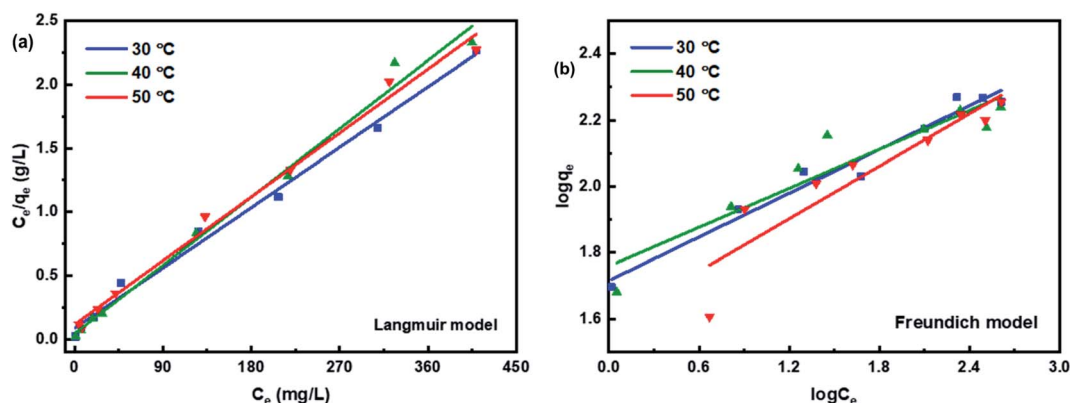 (a)
30 °C
40 °C
50 °C
2.5
2.0
1.5
1.0
0.5
0.0
Cₑ/qₑ (g/L)
0
90
180
270
360
450
Cₑ (mg/L)
Langmuir model
(b)
30 °C
40 °C
50 °C
2.4
2.2
2.0
1.8
1.6
logqₑ
0.0
0.6
1.2
1.8
2.4
3.0
logCₑ
Freundich model